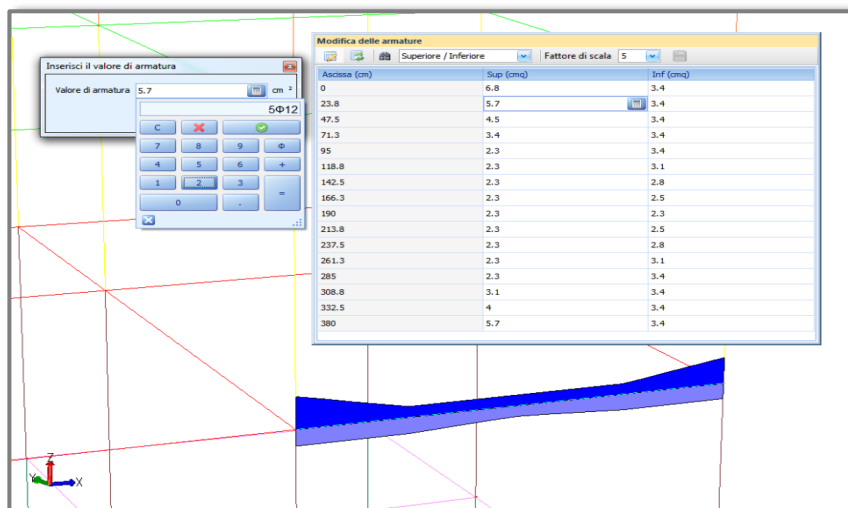 Modifica delle armature
Superiore / Inferiore Fattore di scala 5
Ascissa (cm) Sup (cmq) Inf (cmq)
0 6.8 3.4
23.8 5.7 3.4
47.5 4.5 3.4
71.3 3.4 3.4
95 2.3 3.4
118.8 2.3 3.1
142.5 2.3 2.8
166.3 2.3 2.5
190 2.3 2.3
213.8 2.3 2.5
237.5 2.3 2.8
261.3 2.3 3.1
285 2.3 3.4
308.8 3.1 3.4
332.5 4 3.4
380 5.7 3.4
Inserisci il valore di armatura
Valore di armatura 5.7 cm ²
5Φ12
C
7 8 9 Φ
4 5 6 +
1 2 3 =
0 .
Z
Y X